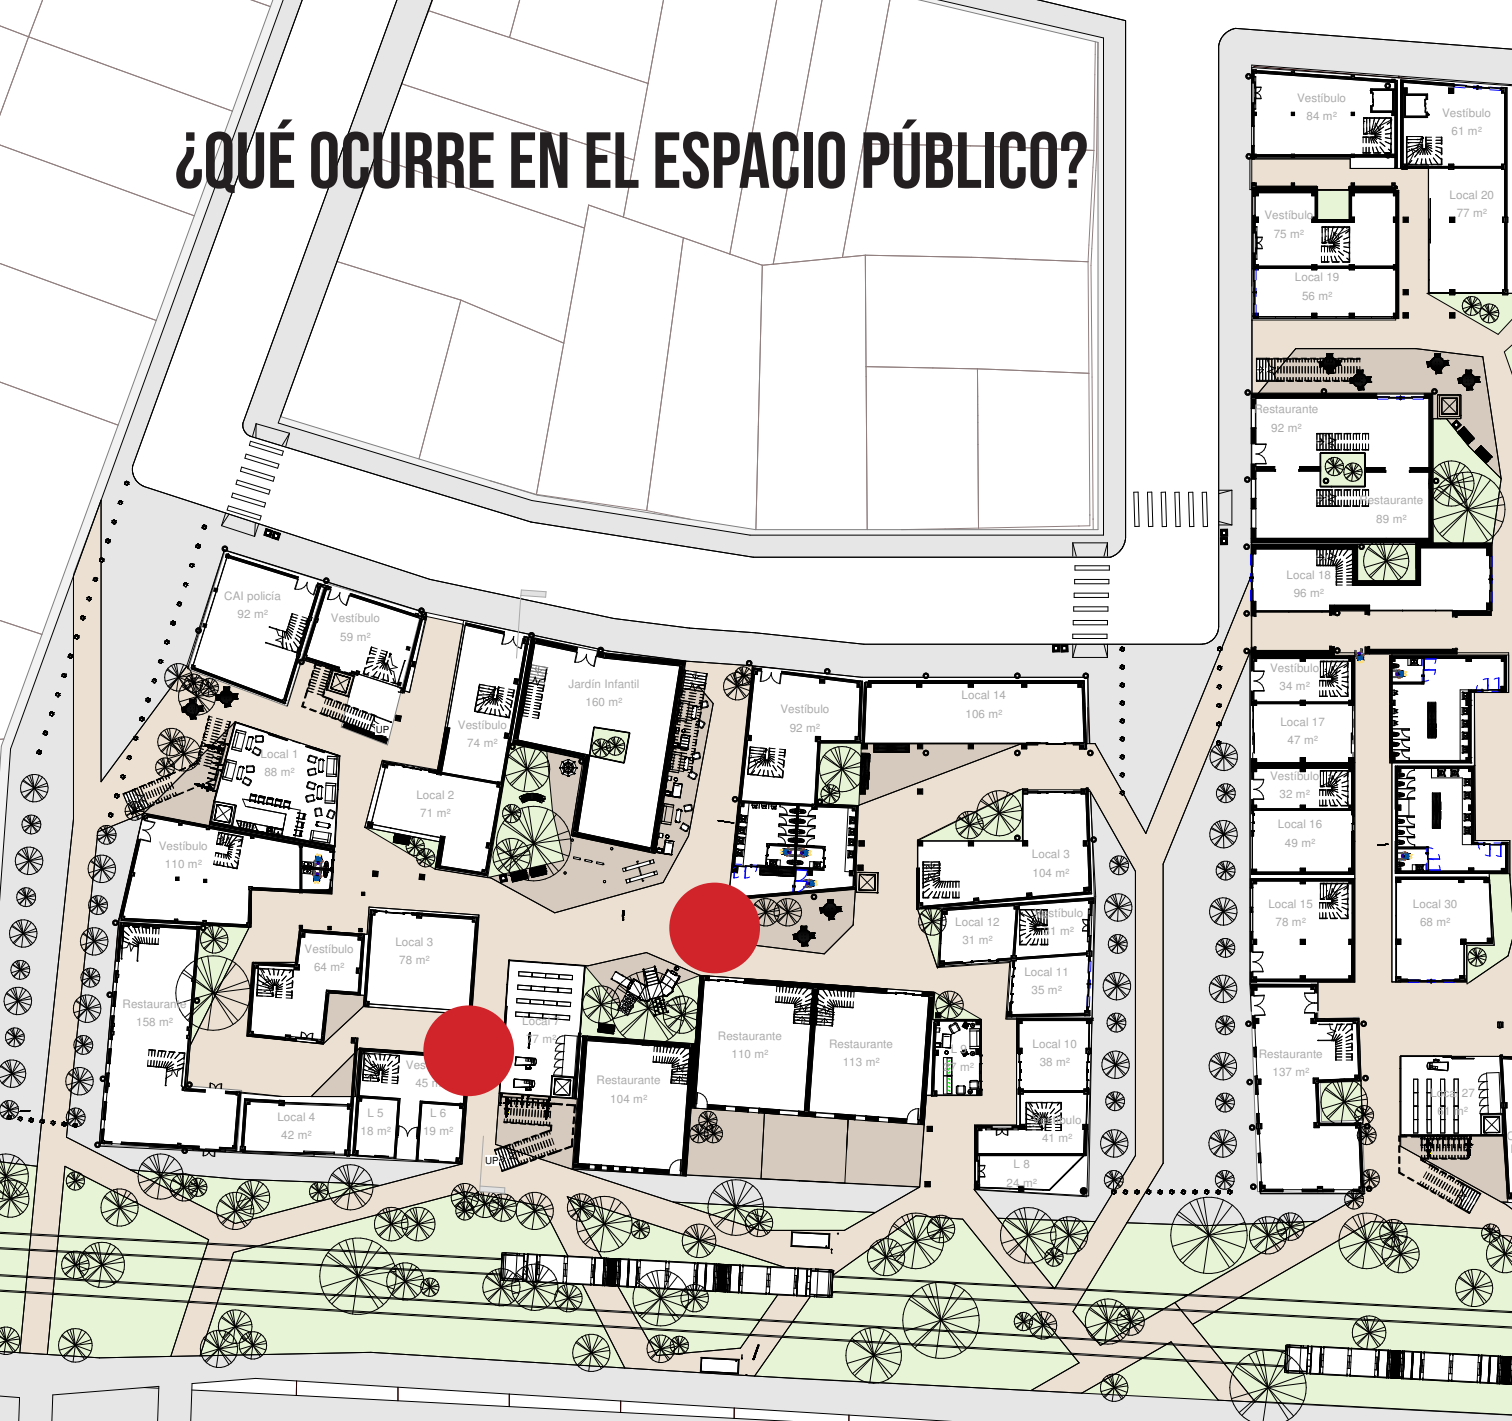 ¿QUÉ OCURRE EN EL ESPACIO PÚBLICO?
Vestíbulo
84 m²
Vestíbulo
61 m²
Local 20
77 m²
Vestíbulo
75 m²
Local 19
56 m²
Restaurante
92 m²
Restaurante
89 m²
Local 18
96 m²
CAI policía
92 m²
Vestíbulo
59 m²
UP
Vestíbulo
74 m²
Jardín Infantil
160 m²
Vestíbulo
92 m²
Local 14
106 m²
Vestíbulo
34 m²
Local 17
47 m²
Vestíbulo
32 m²
Local 16
49 m²
Local 1
88 m²
Local 2
71 m²
Vestíbulo
110 m²
Local 3
104 m²
Local 15
78 m²
Local 30
68 m²
Local 12
31 m²
Local 11
35 m²
Local 3
78 m²
Vestíbulo
64 m²
Restaurante
158 m²
Restaurante
110 m²
Restaurante
113 m²
Local 10
38 m²
Restaurante
137 m²
Restaurante
104 m²
Local 4
42 m²
L 5
18 m²
L 6
19 m²
41 m²
L 8
24 m²
UP